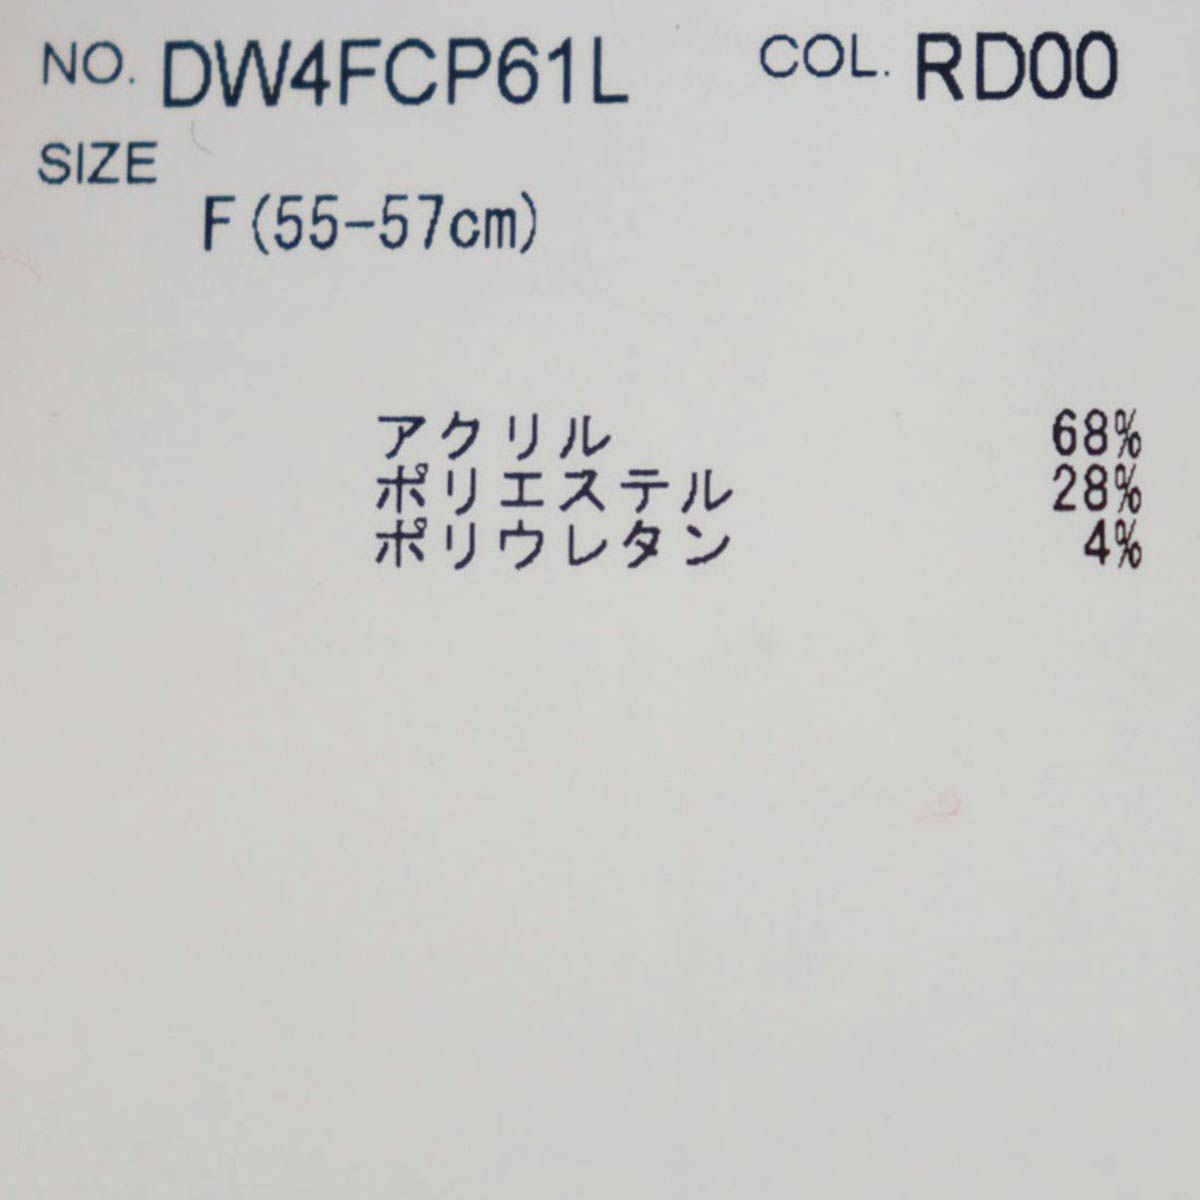 NO. DW4FCP61L COL. RD00
SIZE
F(55-57cm)
アクリル 68%
ポリエステル 28%
ポリウレタン 4%